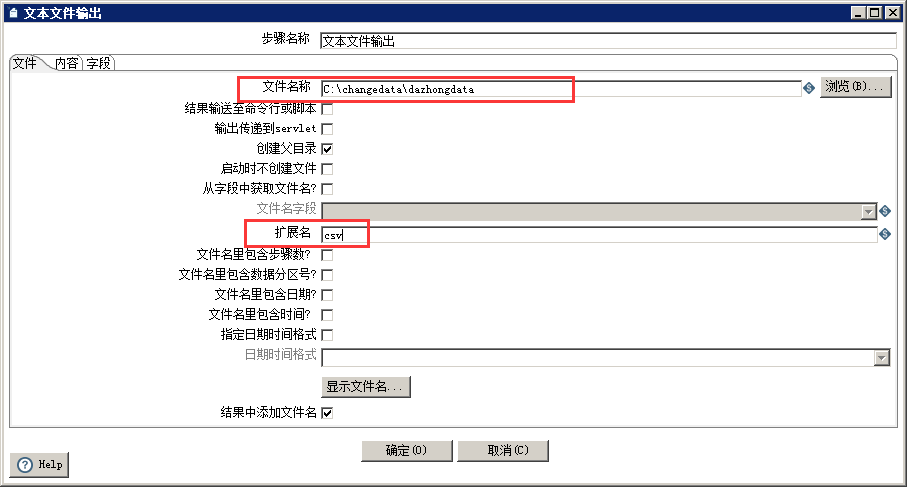 文本文件输出
步骤名称 文本文件输出
文件 内容 字段
文件名称 C:\changedata\dazhongdata 浏览(B)...
结果输送至命令行或脚本
输出传递到servlet
创建父目录
启动时不创建文件
从字段中获取文件名?
文件名字段
扩展名 csv
文件名里包含步骤数?
文件名里包含数据分区号?
文件名里包含日期?
文件名里包含时间?
指定日期时间格式
日期时间格式
显示文件名...
结果中添加文件名
确定(O) 取消(C)
Help